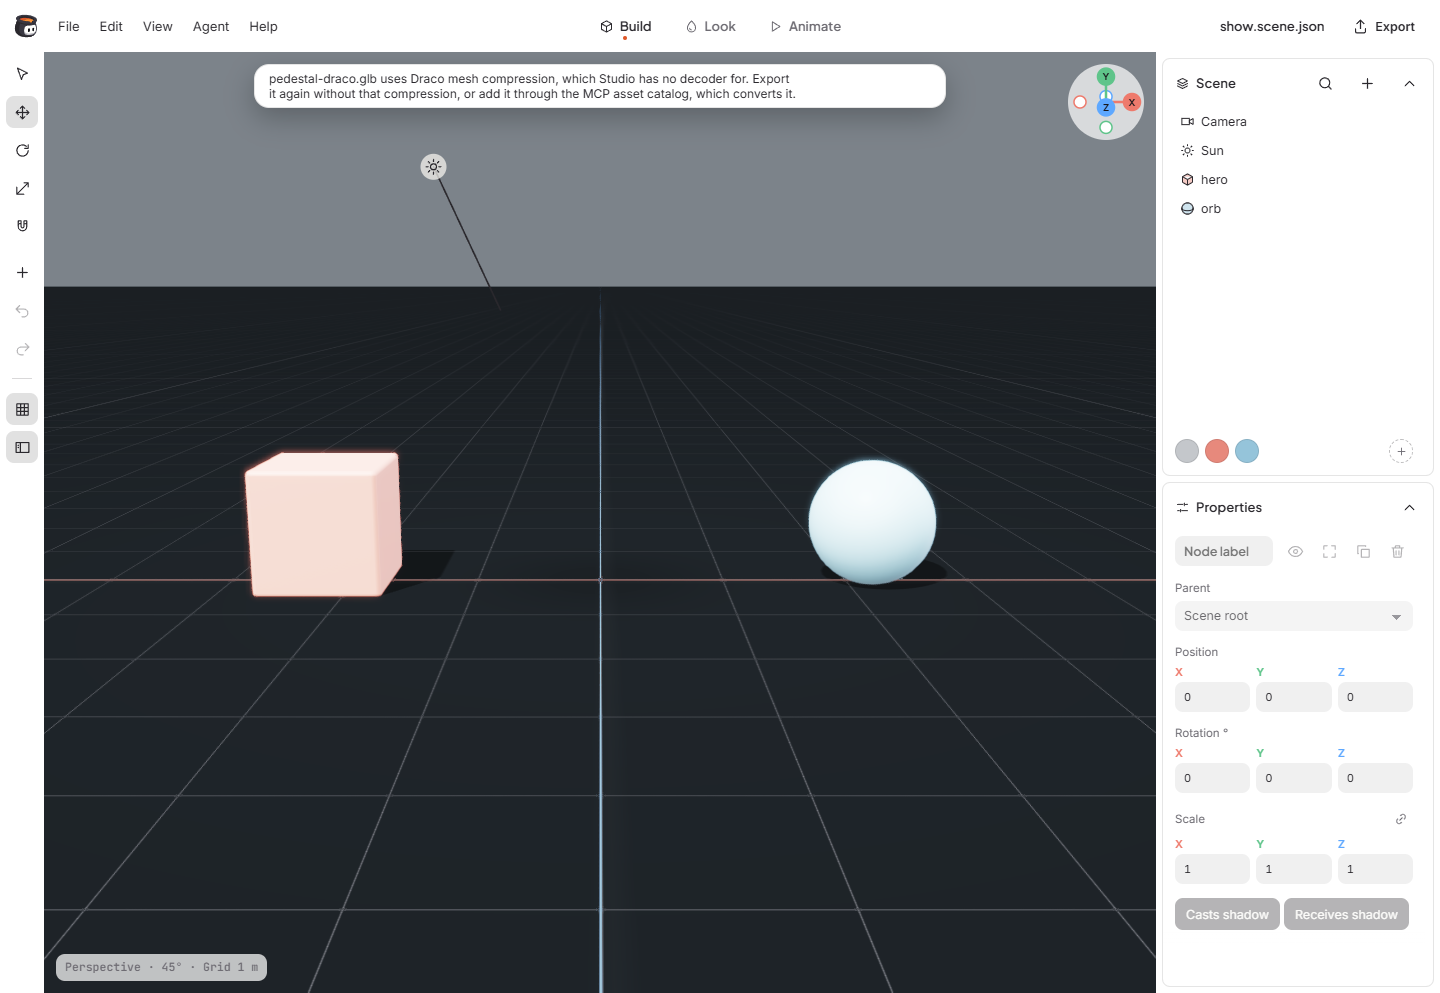 File Edit View Agent Help
Build Look Animate
show.scene.json Export
pedestal-draco.glb uses Draco mesh compression, which Studio has no decoder for. Export
it again without that compression, or add it through the MCP asset catalog, which converts it.
Y
Z X
Scene
Camera
Sun
hero
orb
Properties
Node label
Parent
Scene root
Position
X Y Z
0 0 0
Rotation °
X Y Z
0 0 0
Scale
X Y Z
1 1 1
Casts shadow Receives shadow
Perspective · 45° · Grid 1 m